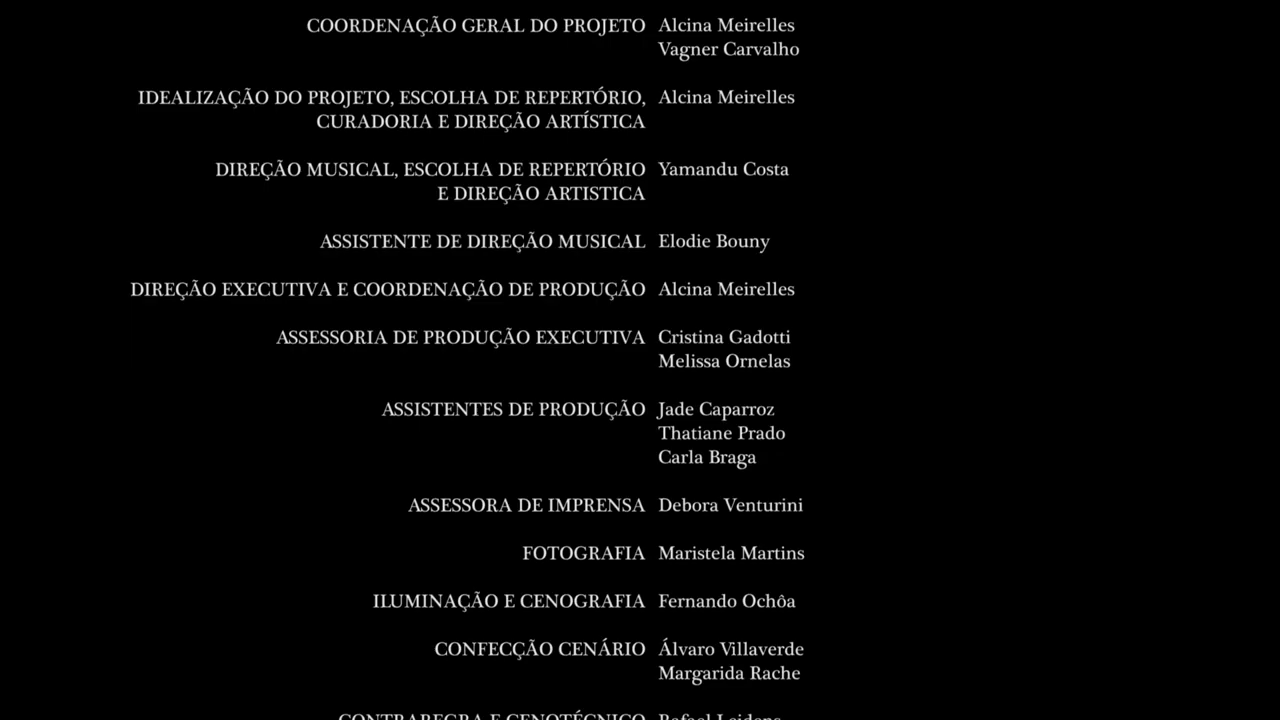 COORDENAÇÃO GERAL DO PROJETO Alcina Meirelles
Vagner Carvalho
IDEALIZAÇÃO DO PROJETO, ESCOLHA DE REPERTÓRIO, Alcina Meirelles
CURADORIA E DIREÇÃO ARTÍSTICA
DIREÇÃO MUSICAL, ESCOLHA DE REPERTÓRIO Yamandu Costa
E DIREÇÃO ARTISTICA
ASSISTENTE DE DIREÇÃO MUSICAL Elodie Bouny
DIREÇÃO EXECUTIVA E COORDENAÇÃO DE PRODUÇÃO Alcina Meirelles
ASSESSORIA DE PRODUÇÃO EXECUTIVA Cristina Gadotti
Melissa Ornelas
ASSISTENTES DE PRODUÇÃO Jade Caparroz
Thatiane Prado
Carla Braga
ASSESSORA DE IMPRENSA Debora Venturini
FOTOGRAFIA Maristela Martins
ILUMINAÇÃO E CENOGRAFIA Fernando Ochôa
CONFECÇÃO CENÁRIO Álvaro Villaverde
Margarida Rache
CONTRARREGRA E CENOTÉCNICO Rafael